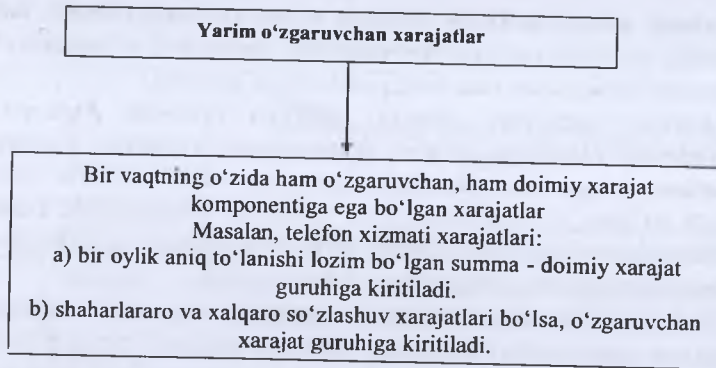 Yarim o‘zgaruvchan xarajatlar
Bir vaqtning o‘zida ham o‘zgaruvchan, ham doimiy xarajat
komponentiga ega bo‘lgan xarajatlar
Masalan, telefon xizmati xarajatlari:
a) bir oylik aniq to‘lanishi lozim bo‘lgan summa - doimiy xarajat
guruhiga kiritiladi.
b) shaharlararo va xalqaro so‘zlashuv xarajatlari bo‘lsa, o‘zgaruvchan
xarajat guruhiga kiritiladi.